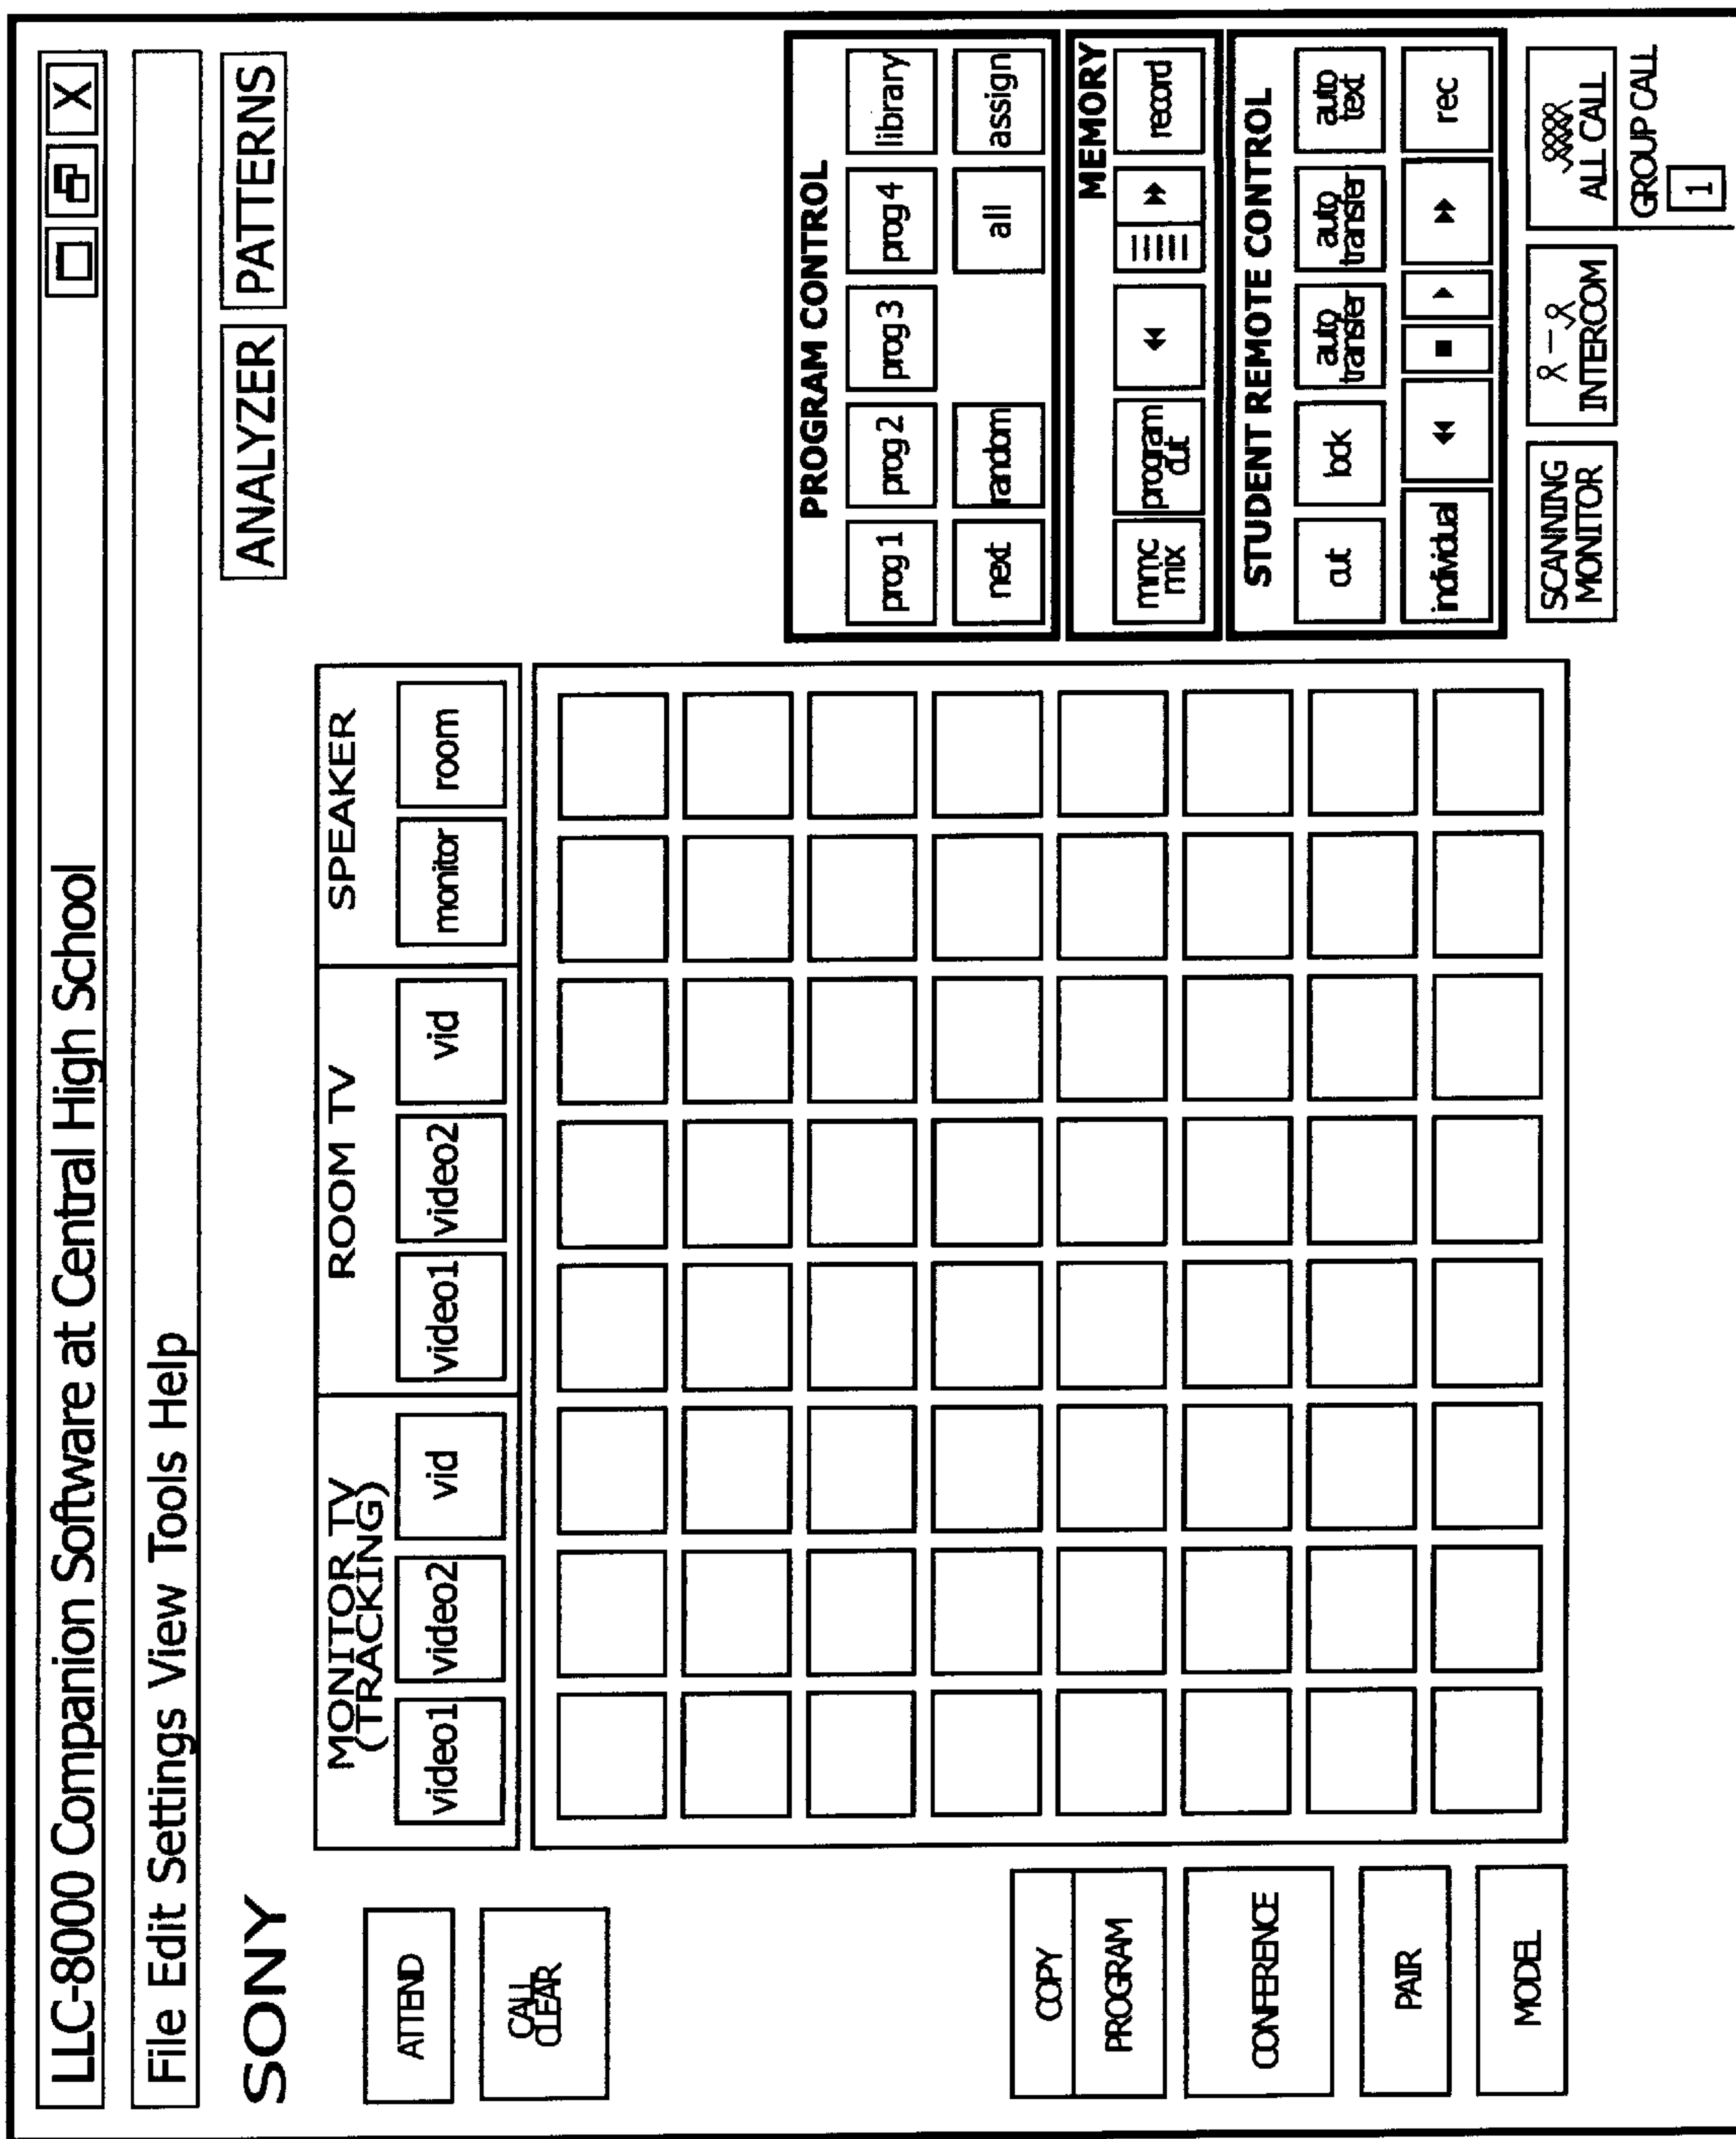 LLC-8000 Companion Software at Central High School X
File Edit Settings View Tools Help
SONY
ANALYZER PATTERNS
ATTEND
CALL
CLEAR
COPY
PROGRAM
CONFERENCE
PAIR
MODEL
MONITOR TV
(TRACKING)
video1 video2 vid
ROOM TV
video1 video2 vid
SPEAKER
monitor room
PROGRAM CONTROL
prog 1 prog 2 prog 3 prog 4 library
next random all assign
MEMORY
mmc
mix
program
cut
record
STUDENT REMOTE CONTROL
cut lock
auto
transfer
auto
transfer
auto
text
individual rec
SCANNING
MONITOR
INTERCOM
ALL CALL
GROUP CALL
1